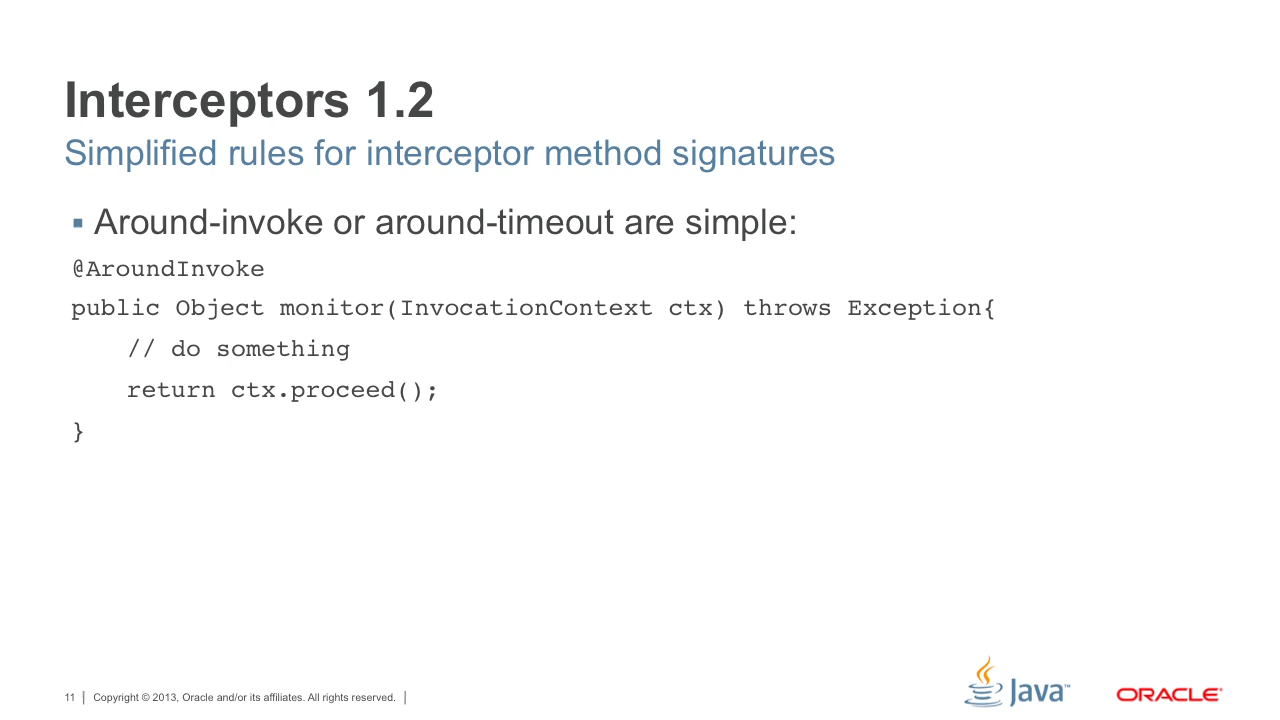 Interceptors 1.2
Simplified rules for interceptor method signatures
▪ Around-invoke or around-timeout are simple:
@AroundInvoke
public Object monitor(InvocationContext ctx) throws Exception{
// do something
return ctx.proceed();
}
11 | Copyright © 2013, Oracle and/or its affiliates. All rights reserved. |
Java™
ORACLE®